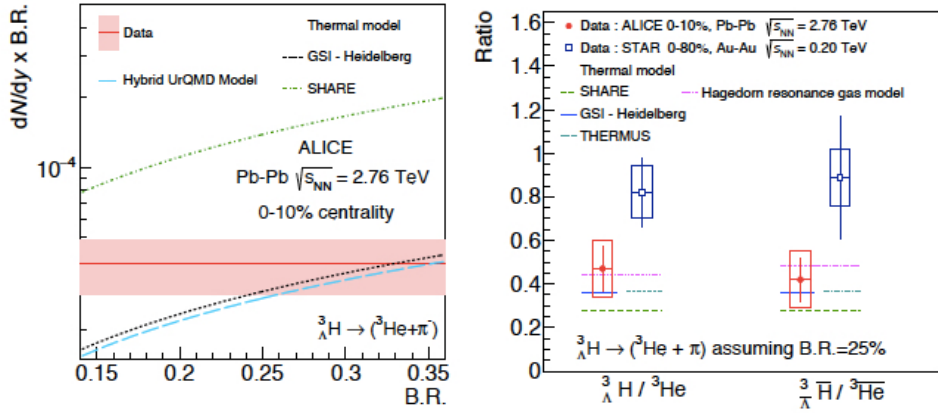 dN/dy x B.R.
Data
Hybrid UrQMD Model
Thermal model
GSI - Heidelberg
SHARE
ALICE
Pb-Pb √sNN = 2.76 TeV
0-10% centrality
10⁻⁴
³ΛH → (³He+π⁻)
0.15 0.2 0.25 0.3 0.35
B.R.
Ratio
1.6
1.4
1.2
1
0.8
0.6
0.4
0.2
0
Data : ALICE 0-10%, Pb-Pb √sNN = 2.76 TeV
Data : STAR 0-80%, Au-Au √sNN = 0.20 TeV
Thermal model
SHARE
Hagedorn resonance gas model
GSI - Heidelberg
THERMUS
³ΛH → (³He + π) assuming B.R.=25%
³ΛH / ³He
³Λ̅H̅ / ³H̅e̅